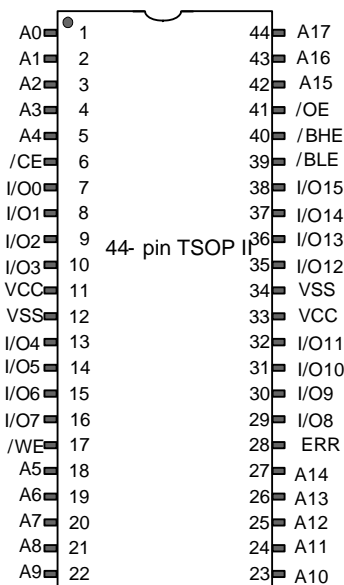 A0 1 44 A17
A1 2 43 A16
A2 3 42 A15
A3 4 41 /OE
A4 5 40 /BHE
/CE 6 39 /BLE
I/O0 7 38 I/O15
I/O1 8 37 I/O14
I/O2 9 44- pin TSOP II 36 I/O13
I/O3 10 35 I/O12
VCC 11 34 VSS
VSS 12 33 VCC
I/O4 13 32 I/O11
I/O5 14 31 I/O10
I/O6 15 30 I/O9
I/O7 16 29 I/O8
/WE 17 28 ERR
A5 18 27 A14
A6 19 26 A13
A7 20 25 A12
A8 21 24 A11
A9 22 23 A10